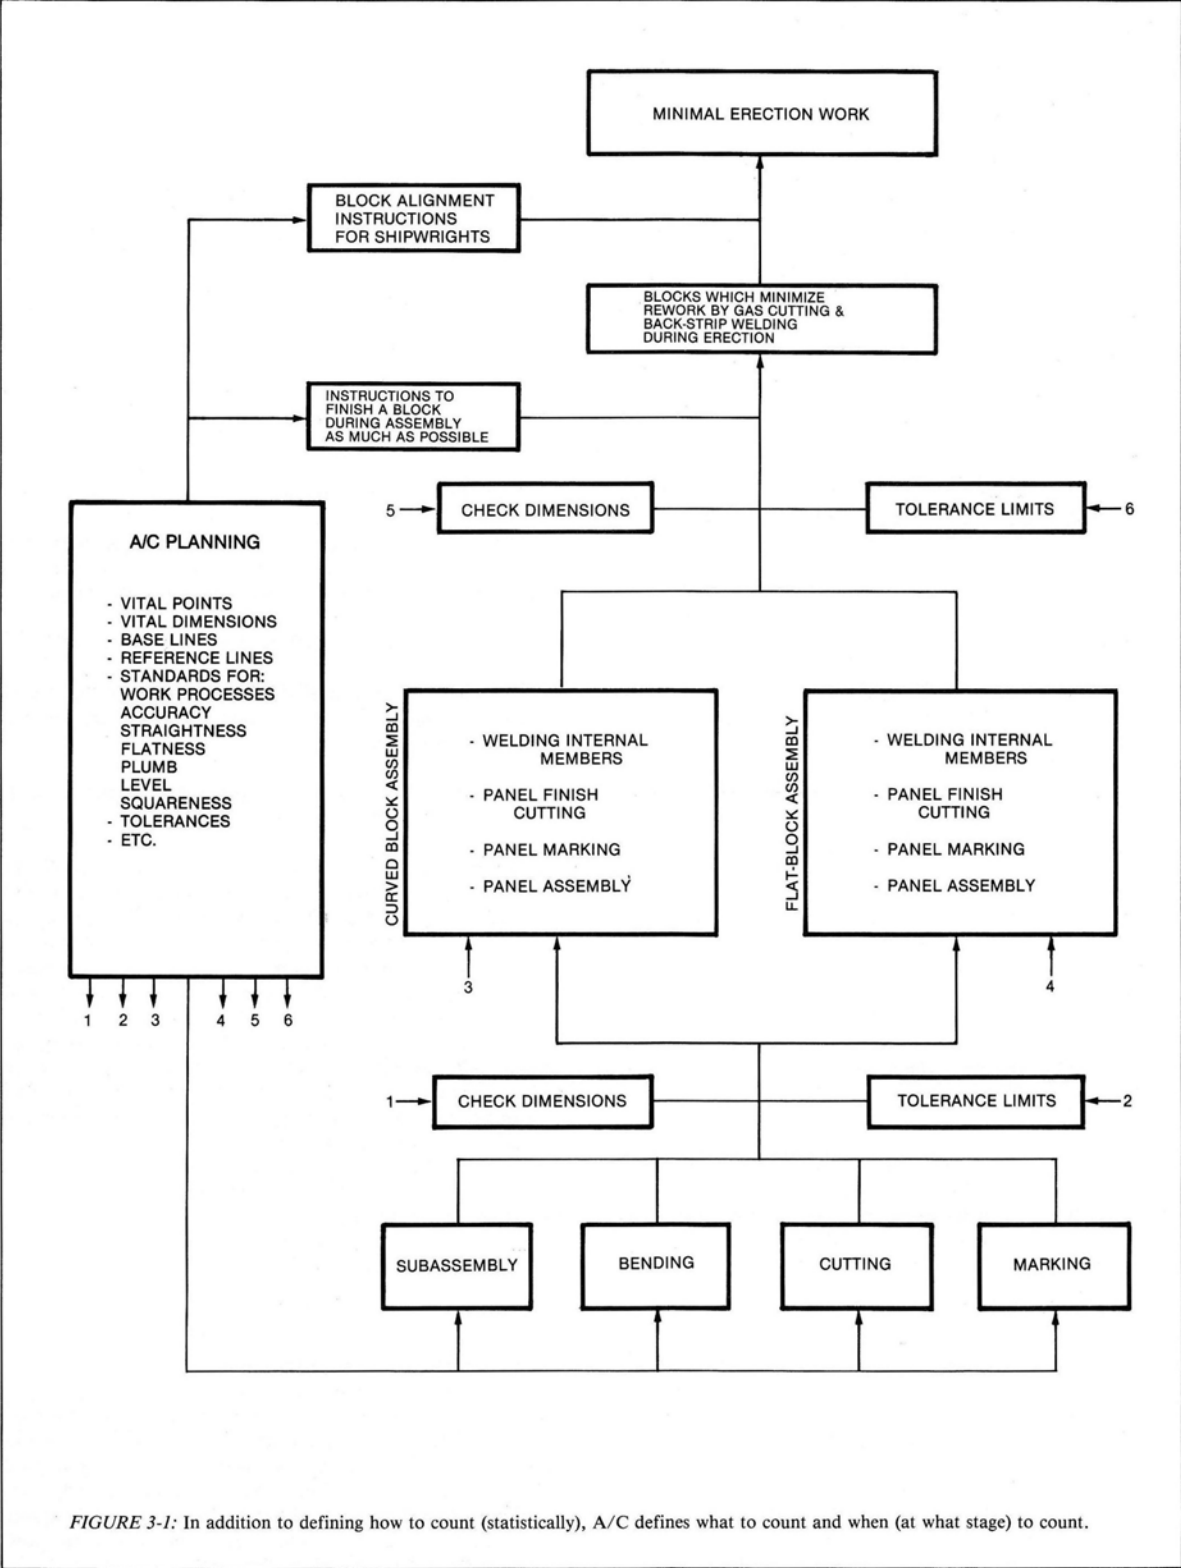 MINIMAL ERECTION WORK
BLOCK ALIGNMENT
INSTRUCTIONS
FOR SHIPWRIGHTS
BLOCKS WHICH MINIMIZE
REWORK BY GAS CUTTING &
BACK-STRIP WELDING
DURING ERECTION
INSTRUCTIONS TO
FINISH A BLOCK
DURING ASSEMBLY
AS MUCH AS POSSIBLE
5
CHECK DIMENSIONS
TOLERANCE LIMITS
6
A/C PLANNING
- VITAL POINTS
- VITAL DIMENSIONS
- BASE LINES
- REFERENCE LINES
- STANDARDS FOR:
WORK PROCESSES
ACCURACY
STRAIGHTNESS
FLATNESS
PLUMB
LEVEL
SQUARENESS
- TOLERANCES
- ETC.
1 2 3 4 5 6
CURVED BLOCK ASSEMBLY
- WELDING INTERNAL
MEMBERS
- PANEL FINISH
CUTTING
- PANEL MARKING
- PANEL ASSEMBLY
3
FLAT-BLOCK ASSEMBLY
- WELDING INTERNAL
MEMBERS
- PANEL FINISH
CUTTING
- PANEL MARKING
- PANEL ASSEMBLY
4
1
CHECK DIMENSIONS
TOLERANCE LIMITS
2
SUBASSEMBLY
BENDING
CUTTING
MARKING
FIGURE 3-1: In addition to defining how to count (statistically), A/C defines what to count and when (at what stage) to count.